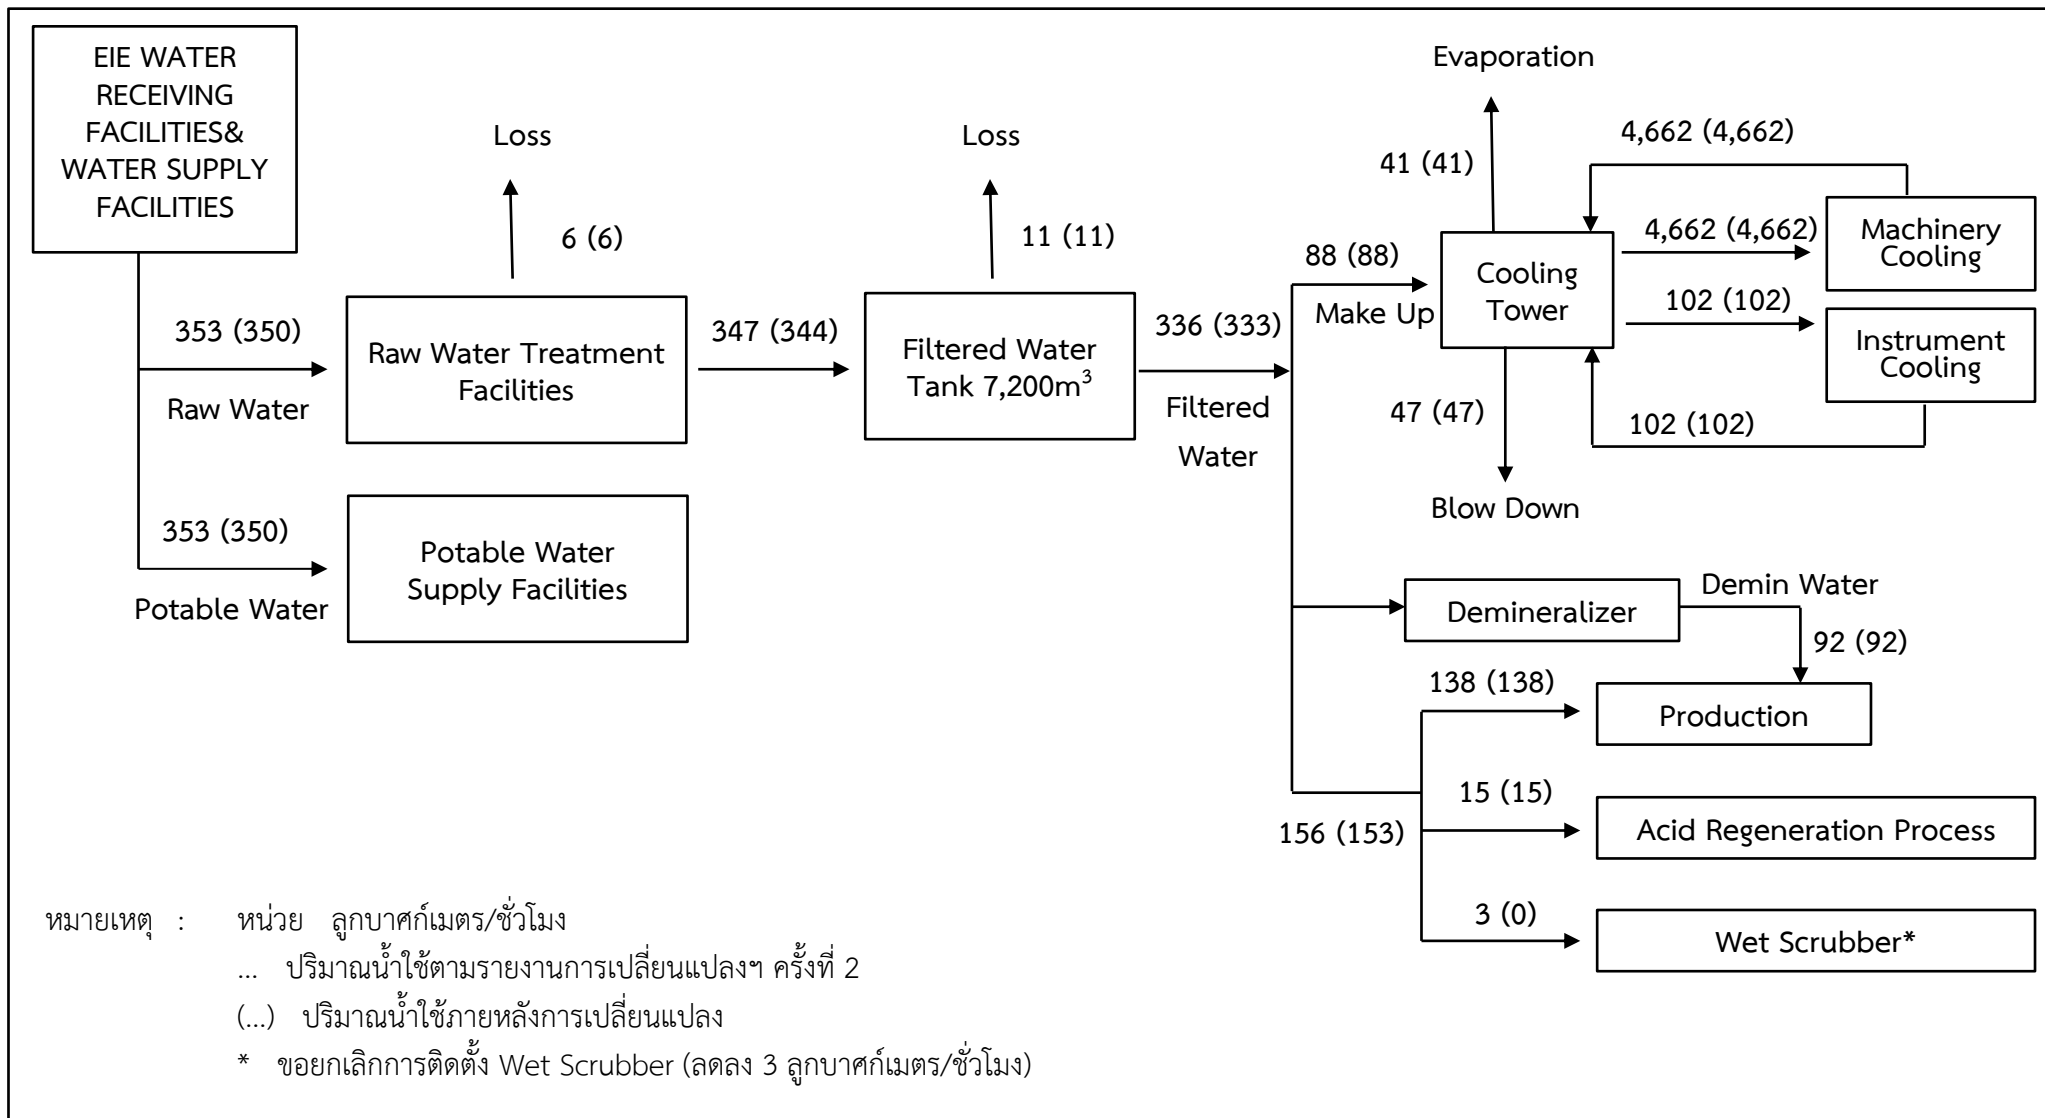 EIE WATER
RECEIVING
FACILITIES&
WATER SUPPLY
FACILITIES
Loss
6 (6)
353 (350)
Raw Water
Raw Water Treatment
Facilities
347 (344)
Loss
11 (11)
Filtered Water
Tank 7,200m³
336 (333)
Filtered
Water
353 (350)
Potable Water
Potable Water
Supply Facilities
Evaporation
41 (41)
88 (88)
Make Up
Cooling
Tower
4,662 (4,662)
4,662 (4,662)
Machinery
Cooling
102 (102)
Instrument
Cooling
102 (102)
47 (47)
Blow Down
Demineralizer
Demin Water
92 (92)
138 (138)
Production
156 (153)
15 (15)
Acid Regeneration Process
3 (0)
Wet Scrubber*
หมายเหตุ : หน่วย ลูกบาศก์เมตร/ชั่วโมง
... ปริมาณน้ำใช้ตามรายงานการเปลี่ยนแปลงฯ ครั้งที่ 2
(...) ปริมาณน้ำใช้ภายหลังการเปลี่ยนแปลง
* ขอยกเลิกการติดตั้ง Wet Scrubber (ลดลง 3 ลูกบาศก์เมตร/ชั่วโมง)